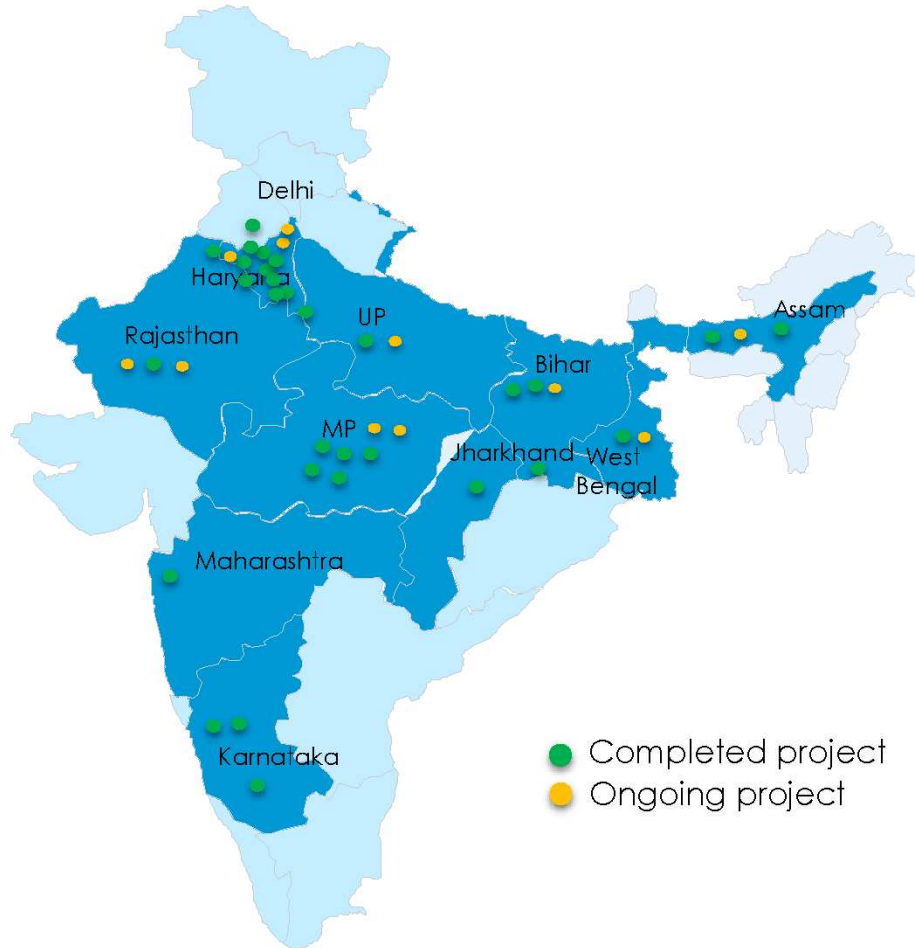 Delhi
Haryana
Rajasthan
UP
Assam
Bihar
MP
Jharkhand
West
Bengal
Maharashtra
Karnataka
Completed project
Ongoing project